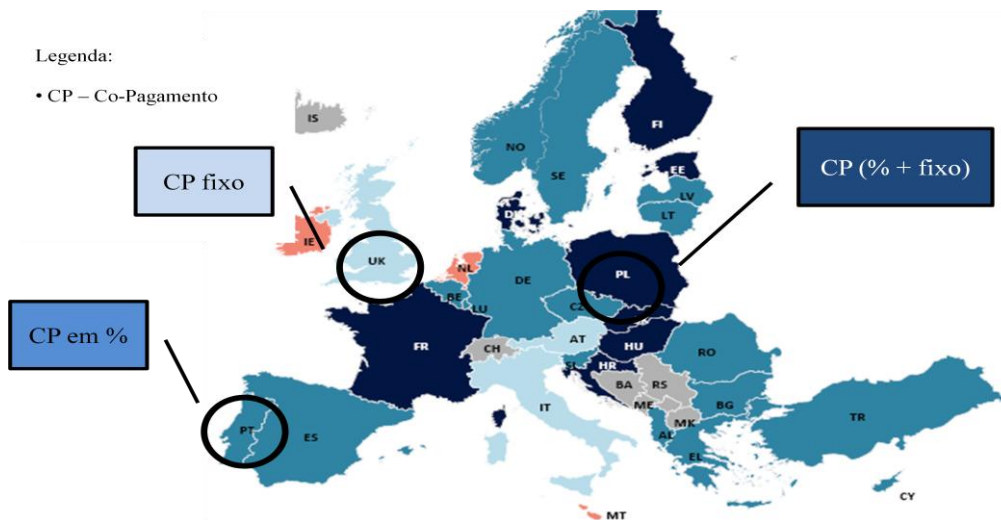 Legenda:
• CP – Co-Pagamento
IS
FI
NO
CP (% + fixo)
CP fixo
EE
SE
LV
LT
IE
UK
NL
PL
DE
BE
LU
CZ
AT
FR
CH
HU
RO
HR
BA
RS
IT
ME
BG
MK
CP em %
PT
ES
AL
TR
EL
CY
MT